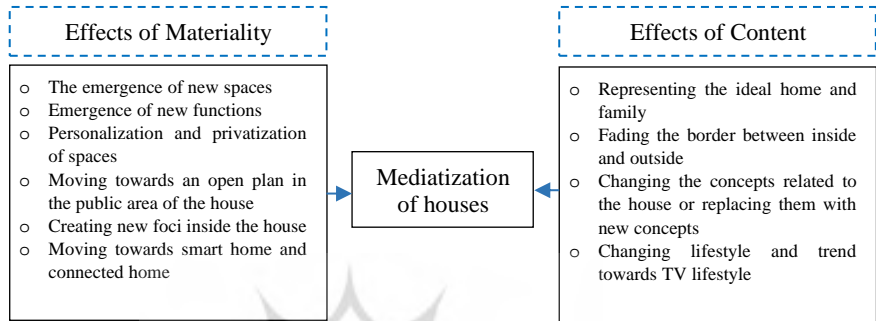 Effects of Materiality
o The emergence of new spaces
o Emergence of new functions
o Personalization and privatization
of spaces
o Moving towards an open plan in
the public area of the house
o Creating new foci inside the house
o Moving towards smart home and
connected home
Mediatization
of houses
Effects of Content
o Representing the ideal home and
family
o Fading the border between inside
and outside
o Changing the concepts related to
the house or replacing them with
new concepts
o Changing lifestyle and trend
towards TV lifestyle